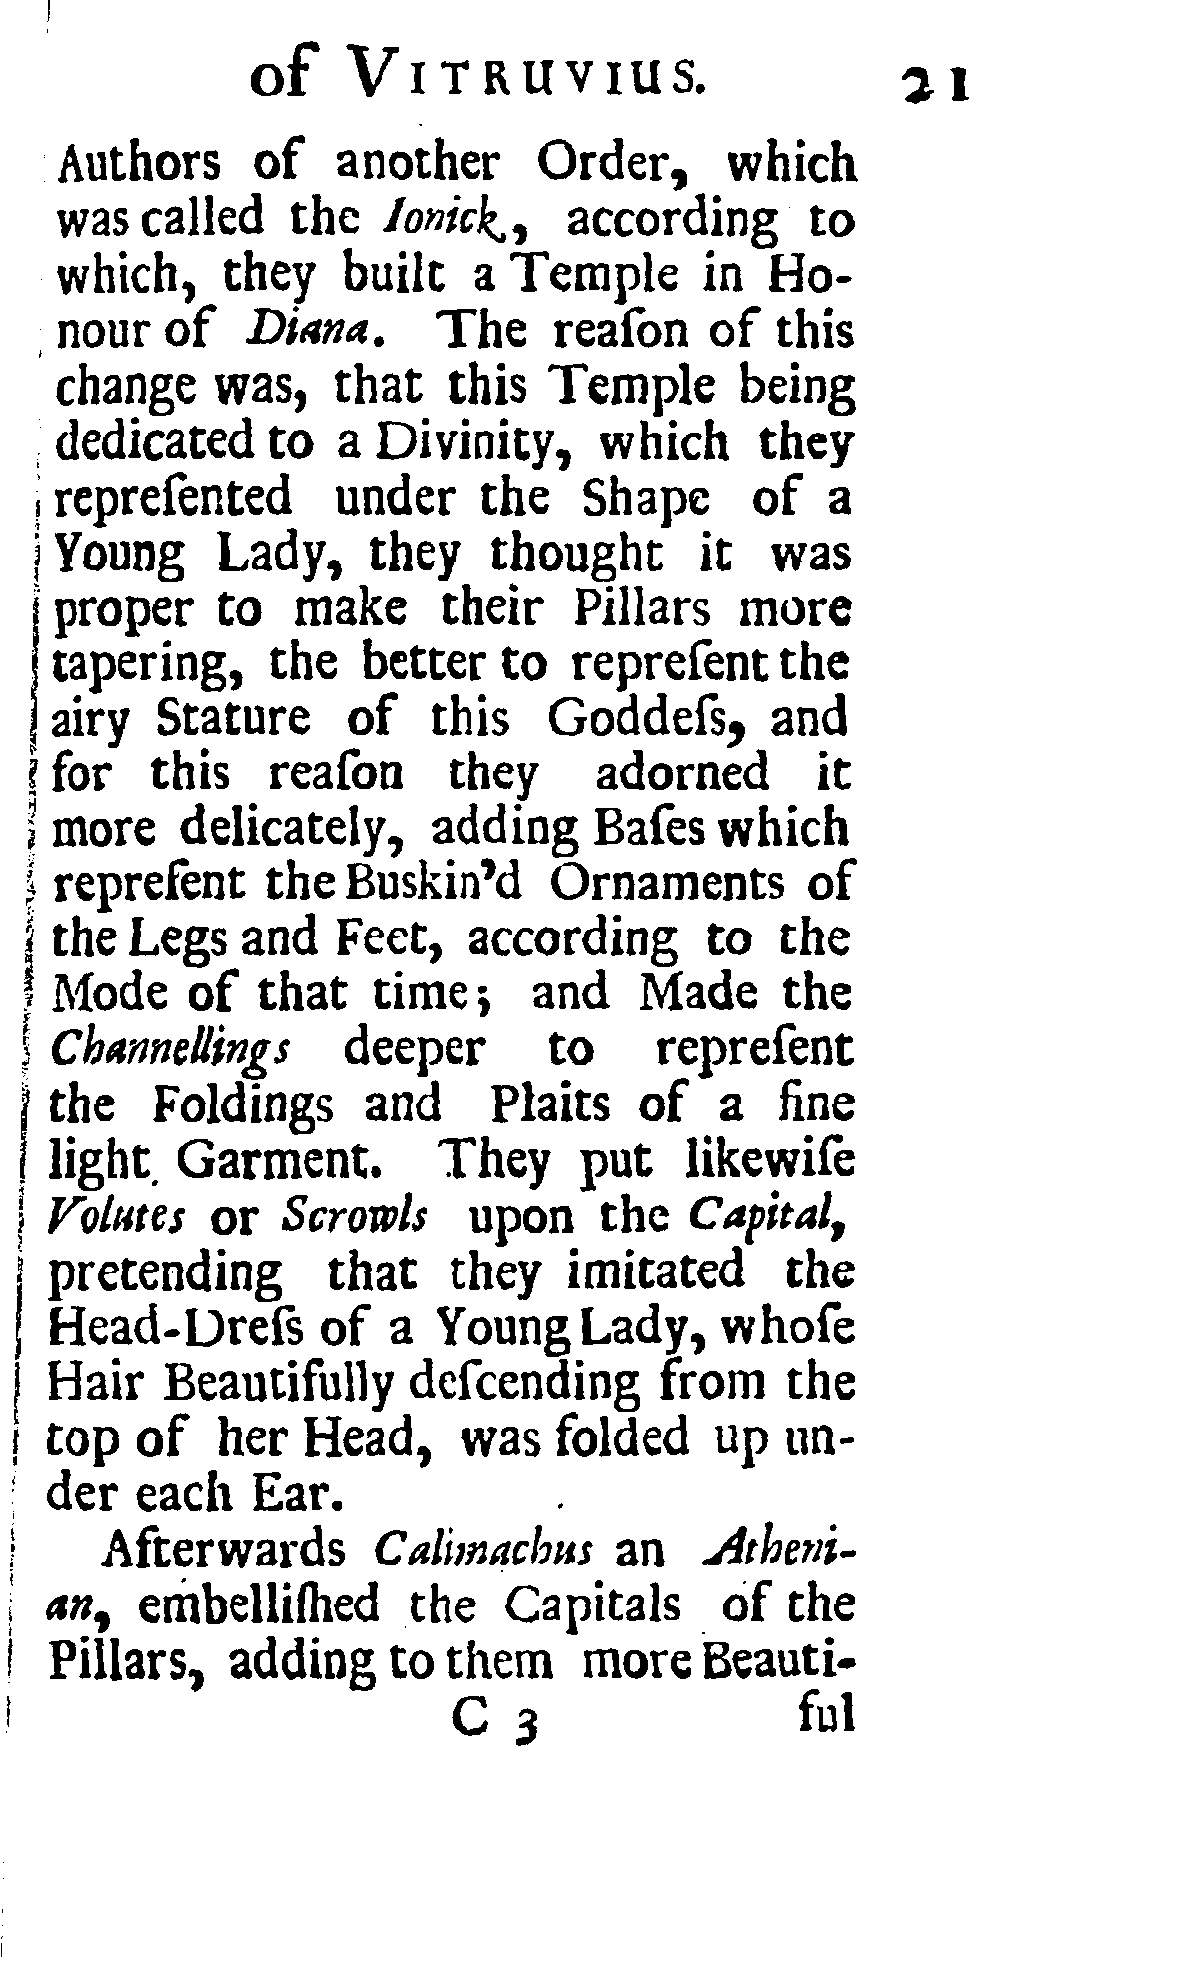 of VITRUVIUS. 21
Authors of another Order, which
was called the Ionick, according to
which, they built a Temple in Ho-
nour of Diana. The reaſon of this
change was, that this Temple being
dedicated to a Divinity, which they
repreſented under the Shape of a
Young Lady, they thought it was
proper to make their Pillars more
tapering, the better to repreſent the
airy Stature of this Goddeſs, and
for this reaſon they adorned it
more delicately, adding Baſes which
repreſent the Buskin'd Ornaments of
the Legs and Feet, according to the
Mode of that time; and Made the
Channellings deeper to repreſent
the Foldings and Plaits of a fine
light Garment. They put likewiſe
Volutes or Scrowls upon the Capital,
pretending that they imitated the
Head-Dreſs of a Young Lady, whoſe
Hair Beautifully deſcending from the
top of her Head, was folded up un-
der each Ear.
Afterwards Calimachus an Atheni-
an, embelliſhed the Capitals of the
Pillars, adding to them more Beauti-
C 3 ful